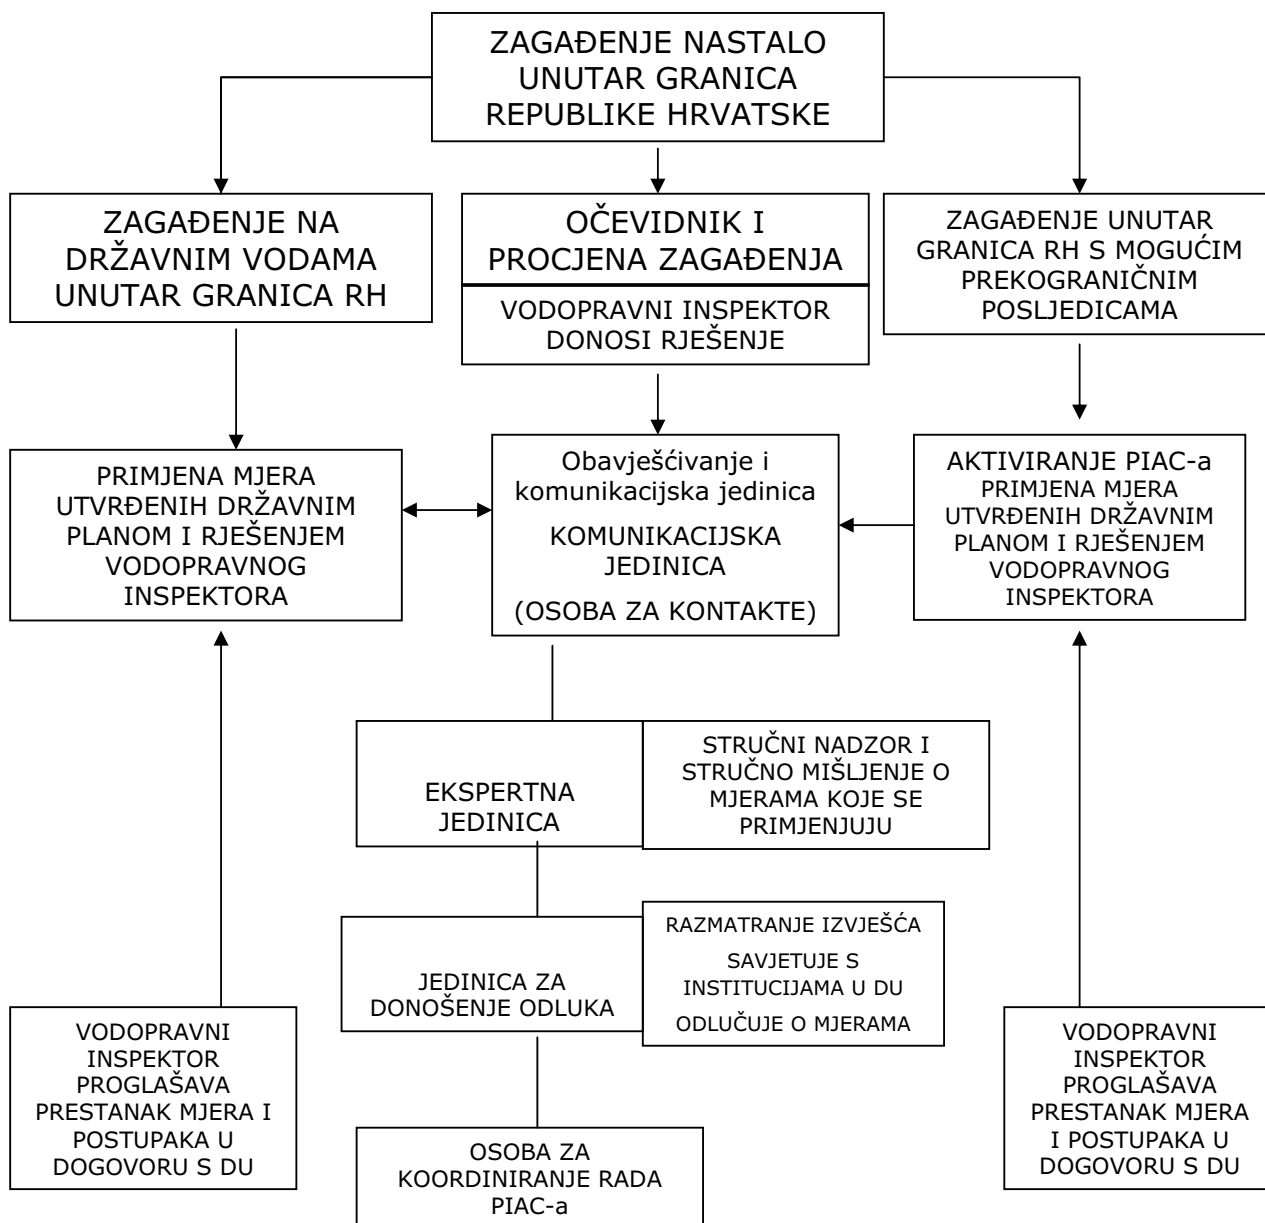 ZAGAĐENJE NASTALO
UNUTAR GRANICA
REPUBLIKE HRVATSKE
ZAGAĐENJE NA
DRŽAVNIM VODAMA
UNUTAR GRANICA RH
OČEVIDNIK I
PROCJENA ZAGAĐENJA
VODOPRAVNI INSPEKTOR
DONOSI RJEŠENJE
ZAGAĐENJE UNUTAR
GRANICA RH S MOGUĆIM
PREKOGRANIČNIM
POSLJEDICAMA
PRIMJENA MJERA
UTVRĐENIH DRŽAVNIM
PLANOM I RJEŠENJEM
VODOPRAVNOG
INSPEKTORA
Obavješćivanje i
komunikacijska jedinica
KOMUNIKACIJSKA
JEDINICA
(OSOBA ZA KONTAKTE)
AKTIVIRANJE PIAC-a
PRIMJENA MJERA
UTVRĐENIH DRŽAVNIM
PLANOM I RJEŠENJEM
VODOPRAVNOG
INSPEKTORA
EKSPERTNA
JEDINICA
STRUČNI NADZOR I
STRUČNO MIŠLJENJE O
MJERAMA KOJE SE
PRIMJENJUJU
JEDINICA ZA
DONOŠENJE ODLUKA
RAZMATRANJE IZVJEŠĆA
SAVJETUJE S
INSTITUCIJAMA U DU
ODLUČUJE O MJERAMA
VODOPRAVNI
INSPEKTOR
PROGLAŠAVA
PRESTANAK MJERA I
POSTUPAKA U
DOGOVORU S DU
OSOBA ZA
KOORDINIRANJE RADA
PIAC-a
VODOPRAVNI
INSPEKTOR
PROGLAŠAVA
PRESTANAK MJERA
I POSTUPAKA U
DOGOVORU S DU